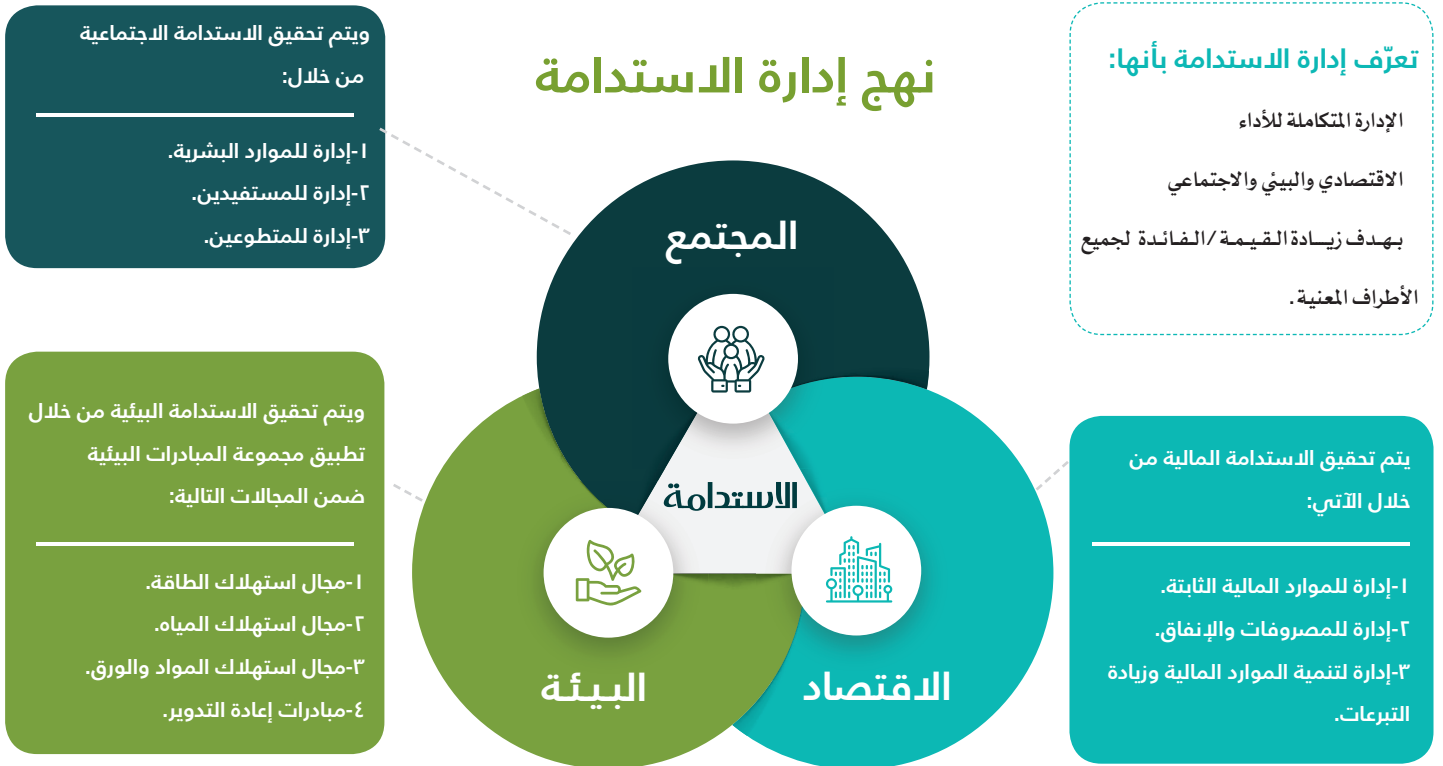 نهج إدارة الاستدامة
تعرّف إدارة الاستدامة بأنها:
الإدارة المتكاملة للأداء
الاقتصادي والبيئي والاجتماعي
بهدف زيادة القيمة/الفائدة لجميع
الأطراف المعنية.
ويتم تحقيق الاستدامة الاجتماعية
من خلال:
١-إدارة للموارد البشرية.
٢-إدارة للمستفيدين.
٣-إدارة للمتطوعين.
المجتمع
الاستدامة
الاقتصاد
البيئة
يتم تحقيق الاستدامة المالية من
خلال الآتي:
١-إدارة للموارد المالية الثابتة.
٢-إدارة للمصروفات والإنفاق.
٣-إدارة لتنمية الموارد المالية وزيادة
التبرعات.
ويتم تحقيق الاستدامة البيئية من خلال
تطبيق مجموعة المبادرات البيئية
ضمن المجالات التالية:
١-مجال استهلاك الطاقة.
٢-مجال استهلاك المياه.
٣-مجال استهلاك المواد والورق.
٤-مبادرات إعادة التدوير.